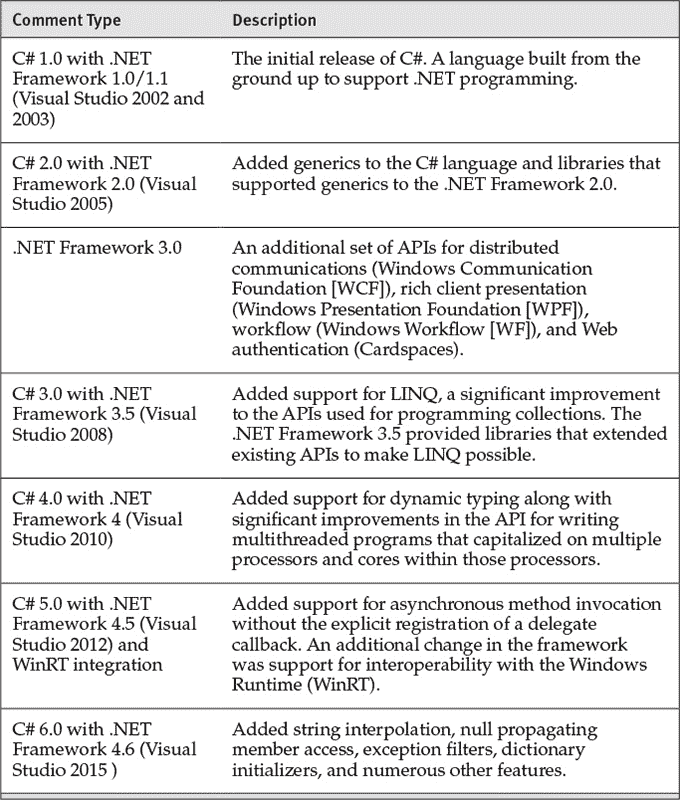 Comment Type
Description
C# 1.0 with .NET
Framework 1.0/1.1
(Visual Studio 2002 and
2003)
The initial release of C#. A language built from the
ground up to support .NET programming.
C# 2.0 with .NET
Framework 2.0 (Visual
Studio 2005)
Added generics to the C# language and libraries that
supported generics to the .NET Framework 2.0.
.NET Framework 3.0
An additional set of APIs for distributed
communications (Windows Communication
Foundation [WCF]), rich client presentation
(Windows Presentation Foundation [WPF]),
workflow (Windows Workflow [WF]), and Web
authentication (Cardspaces).
C# 3.0 with .NET
Framework 3.5 (Visual
Studio 2008)
Added support for LINQ, a significant improvement
to the APIs used for programming collections. The
.NET Framework 3.5 provided libraries that extended
existing APIs to make LINQ possible.
C# 4.0 with .NET
Framework 4 (Visual
Studio 2010)
Added support for dynamic typing along with
significant improvements in the API for writing
multithreaded programs that capitalized on multiple
processors and cores within those processors.
C# 5.0 with .NET
Framework 4.5 (Visual
Studio 2012) and
WinRT integration
Added support for asynchronous method invocation
without the explicit registration of a delegate
callback. An additional change in the framework
was support for interoperability with the Windows
Runtime (WinRT).
C# 6.0 with .NET
Framework 4.6 (Visual
Studio 2015 )
Added string interpolation, null propagating
member access, exception filters, dictionary
initializers, and numerous other features.